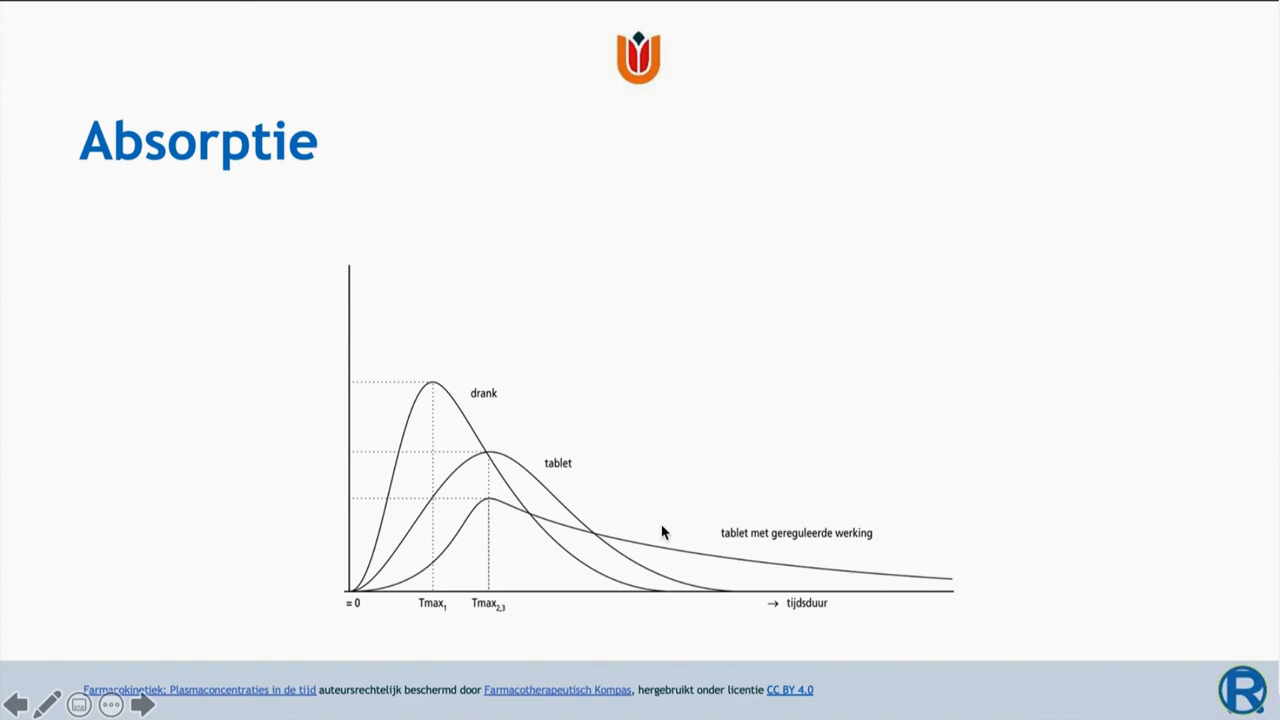 Absorptie
drank
tablet
tablet met gereguleerde werking
= 0
Tmax1
Tmax2,3
→ tijdsduur
Farmacokinetiek: Plasmaconcentraties in de tijd auteursrechtelijk beschermd door Farmacotherapeutisch Kompas, hergebruikt onder licentie CC BY 4.0
R